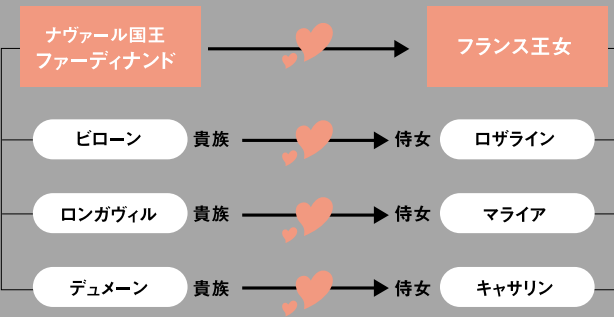 ナヴァール国王
ファーディナンド
フランス王女
ビローン 貴族 侍女 ロザライン
ロンガヴィル 貴族 侍女 マライア
デュメーン 貴族 侍女 キャサリン